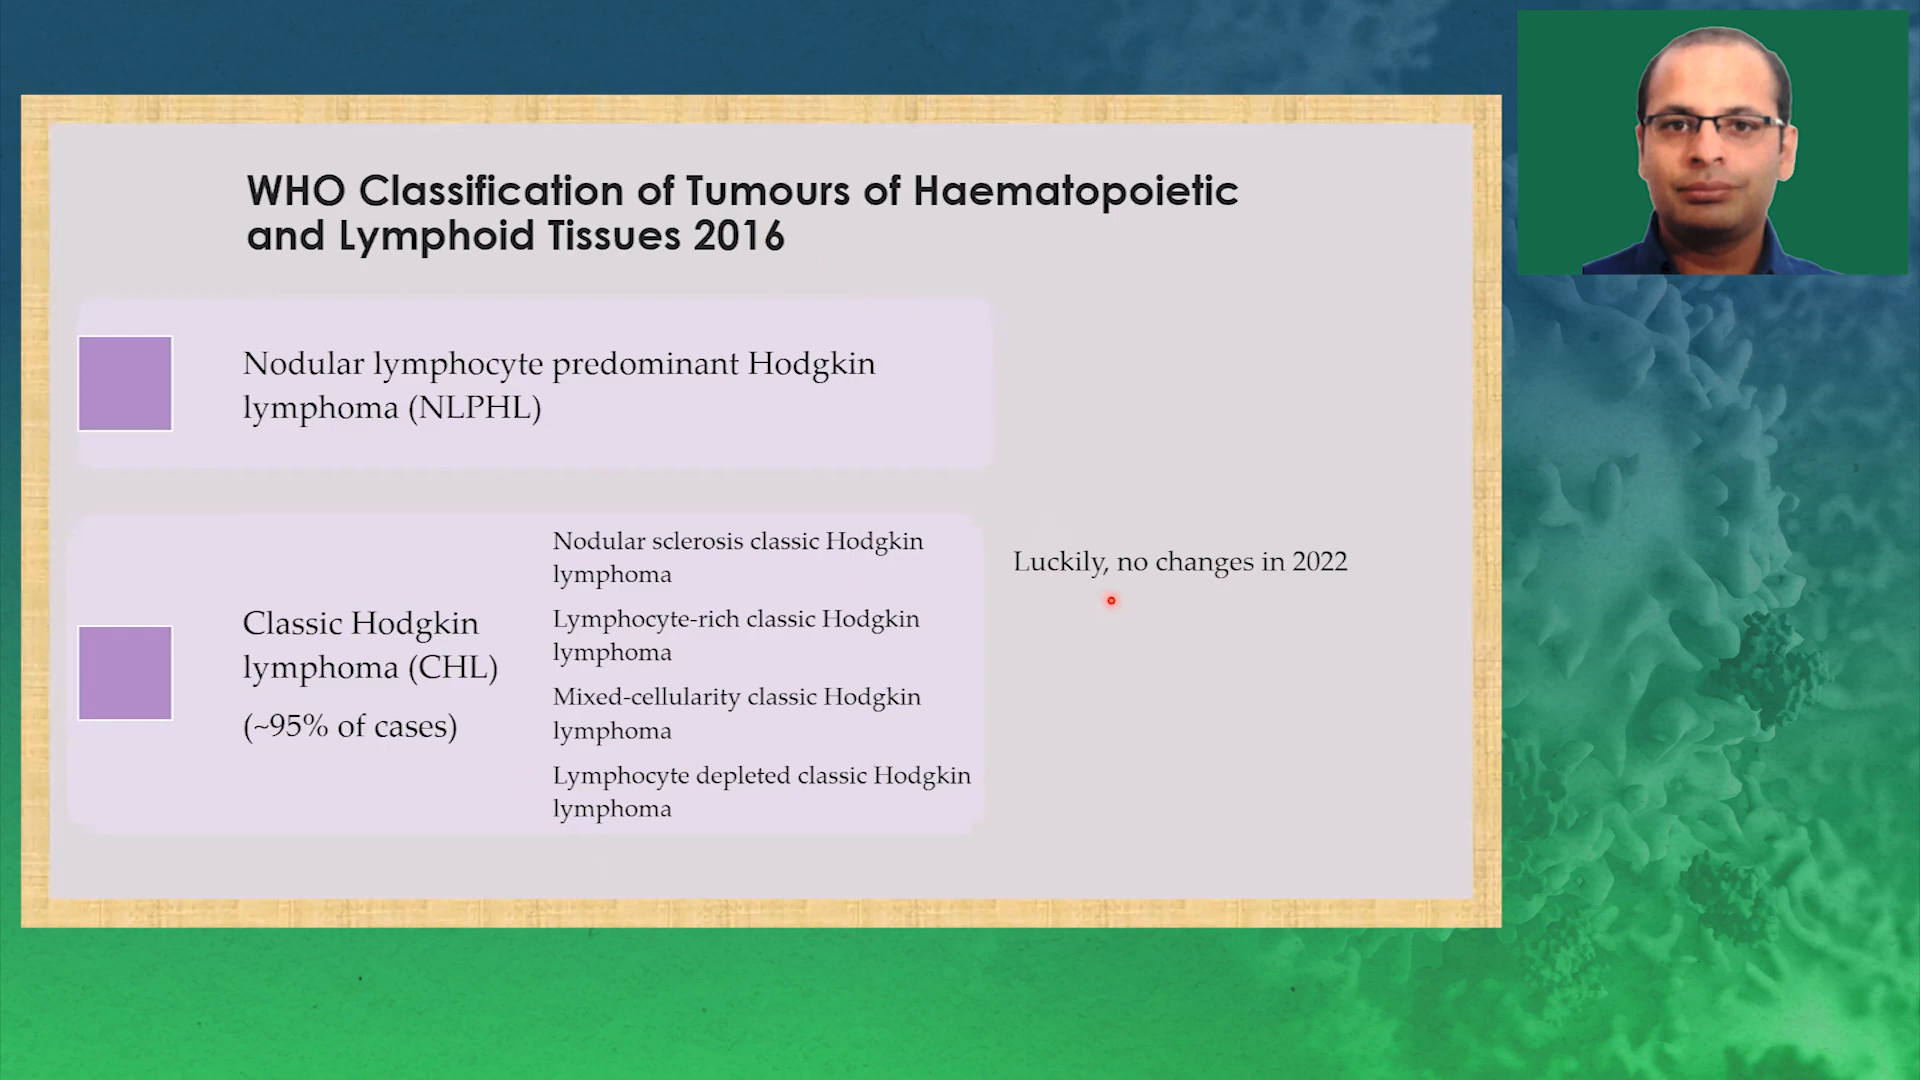 WHO Classification of Tumours of Haematopoietic
and Lymphoid Tissues 2016
Nodular lymphocyte predominant Hodgkin
lymphoma (NLPHL)
Classic Hodgkin
lymphoma (CHL)
(~95% of cases)
Nodular sclerosis classic Hodgkin
lymphoma
Lymphocyte-rich classic Hodgkin
lymphoma
Mixed-cellularity classic Hodgkin
lymphoma
Lymphocyte depleted classic Hodgkin
lymphoma
Luckily, no changes in 2022